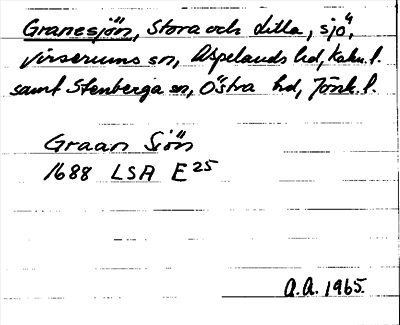 Granesjön, Stora och Lilla, sjöar,
Virserums sn, Aspelands hd, Kalm. l.
samt Stenberga sn, Östra hd, Jönk. l.
Graan Siön
1688 LSA E25
A.A. 1965.